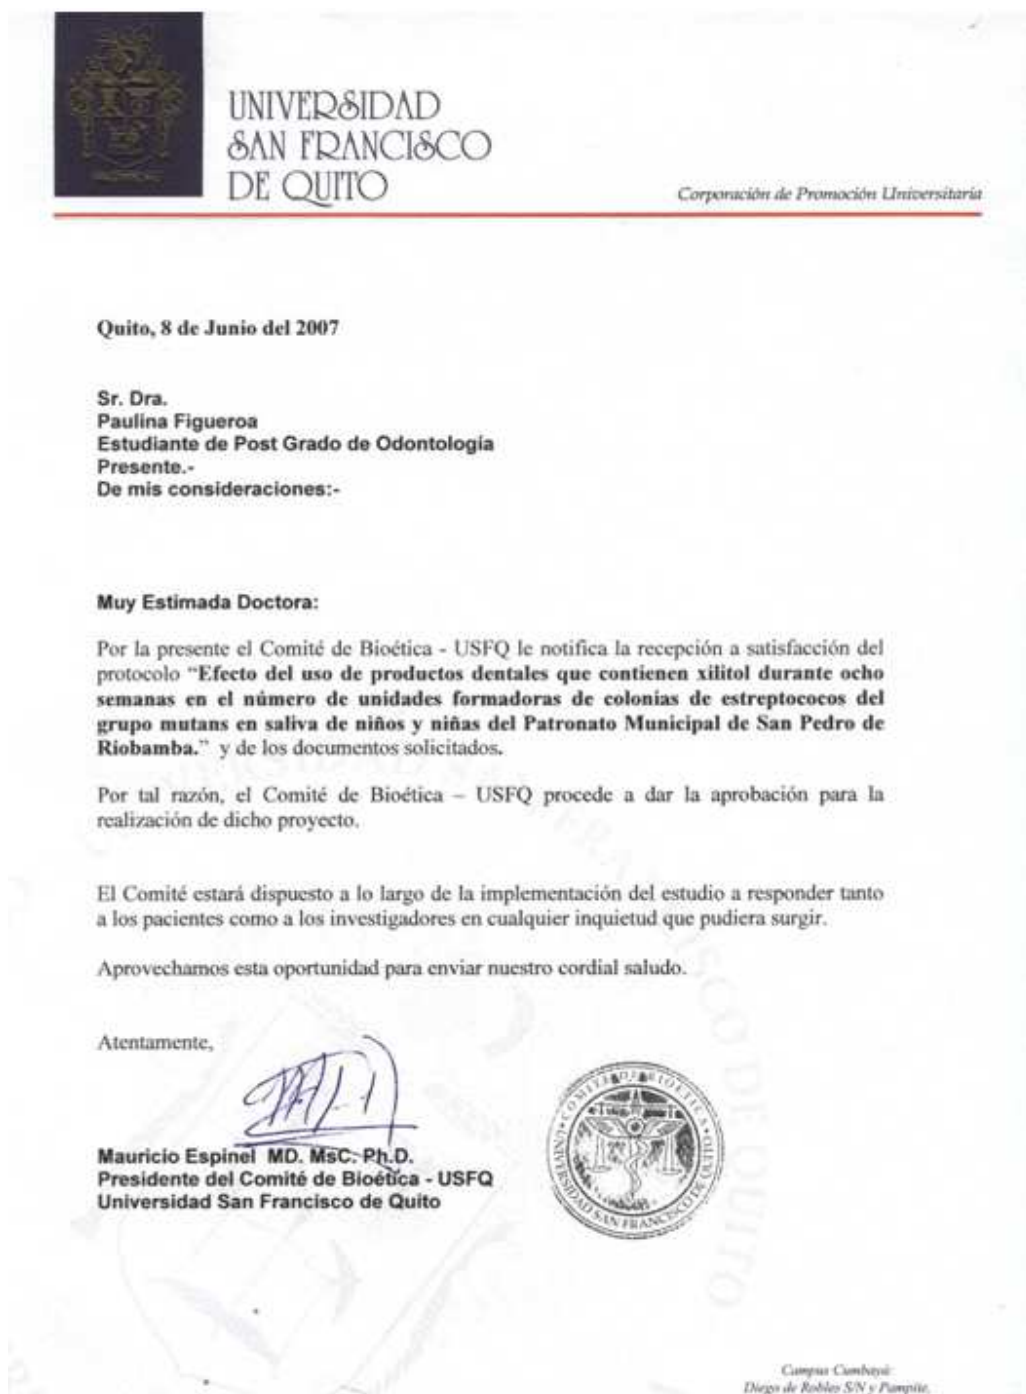 UNIVERSIDAD
SAN FRANCISCO
DE QUITO
Corporación de Promoción Universitaria
Quito, 8 de Junio del 2007
Sr. Dra.
Paulina Figueroa
Estudiante de Post Grado de Odontología
Presente.-
De mis consideraciones:-
Muy Estimada Doctora:
Por la presente el Comité de Bioética - USFQ le notifica la recepción a satisfacción del
protocolo “Efecto del uso de productos dentales que contienen xilitol durante ocho
semanas en el número de unidades formadoras de colonias de estreptococos del
grupo mutans en saliva de niños y niñas del Patronato Municipal de San Pedro de
Riobamba.” y de los documentos solicitados.
Por tal razón, el Comité de Bioética – USFQ procede a dar la aprobación para la
realización de dicho proyecto.
El Comité estará dispuesto a lo largo de la implementación del estudio a responder tanto
a los pacientes como a los investigadores en cualquier inquietud que pudiera surgir.
Aprovechamos esta oportunidad para enviar nuestro cordial saludo.
Atentamente,
Mauricio Espinel MD. MsC. Ph.D.
Presidente del Comité de Bioética - USFQ
Universidad San Francisco de Quito
COMITE DE BIOETICA
UNIVERSIDAD SAN FRANCISCO DE QUITO
Campus Cumbayá:
Diego de Robles S/N y Pampite,